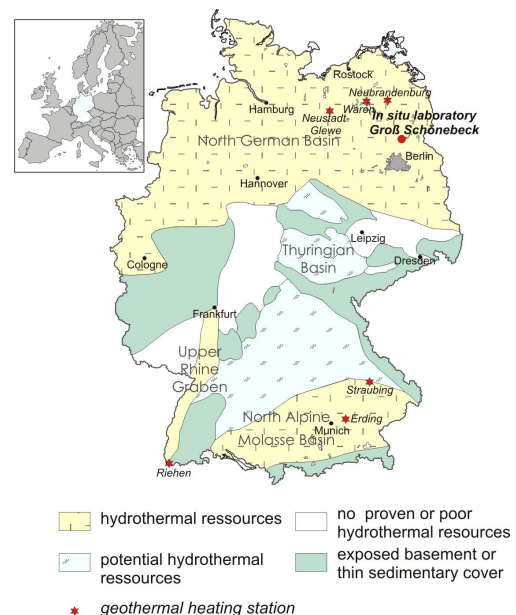 Rostock
Neubrandenburg
Hamburg
Waren
In situ laboratory
Neustadt-
Glewe
Groß Schönebeck
North German Basin
Berlin
Hannover
Leipzig
Thuringian
Basin
Cologne
Dresden
Frankfurt
Upper
Rhine
Graben
Straubing
North Alpine
Erding
Munich
Molasse Basin
Riehen
hydrothermal ressources
no proven or poor
hydrothermal resources
potential hydrothermal
ressources
exposed basement or
thin sedimentary cover
geothermal heating station